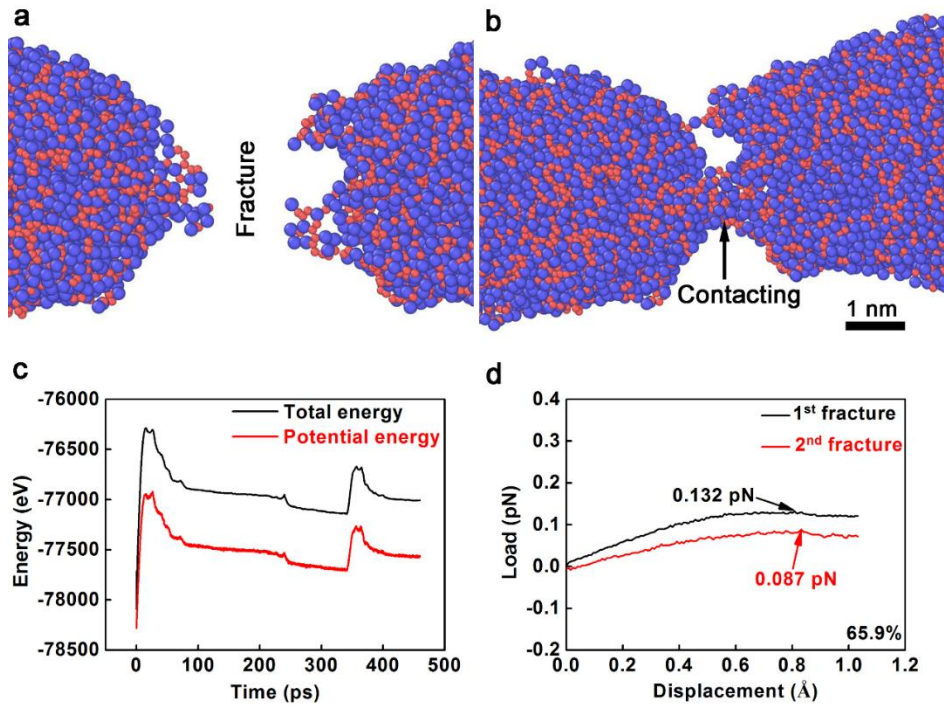 a
Fracture
b
Contacting
1 nm
c
-76000
-76500
-77000
-77500
-78000
-78500
Energy (eV)
Total energy
Potential energy
0 100 200 300 400 500
Time (ps)
d
0.4
0.3
0.2
0.1
0.0
-0.1
-0.2
Load (pN)
1st fracture
2nd fracture
0.132 pN
0.087 pN
65.9%
0.0 0.2 0.4 0.6 0.8 1.0 1.2
Displacement (Å)